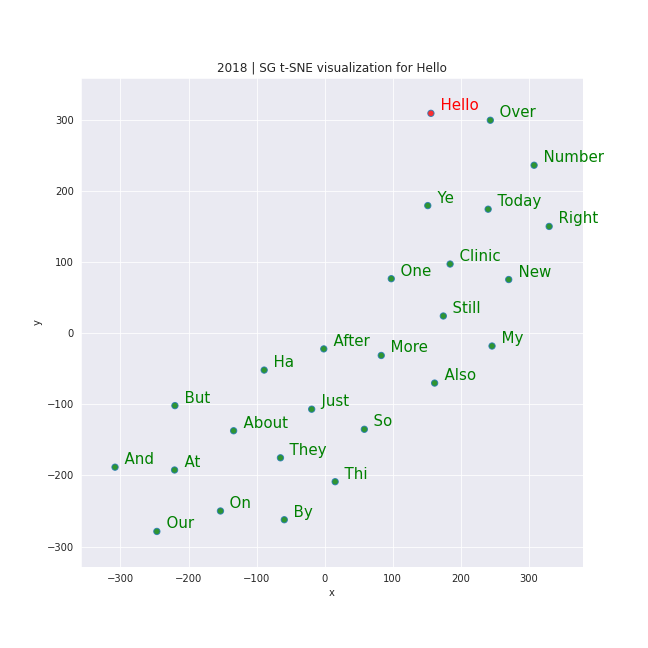 2018 | SG t-SNE visualization for Hello
Hello
Over
Number
Ye
Today
Right
Clinic
One
New
Still
After
My
More
Ha
Also
But
Just
About
So
They
And
At
Thi
On
By
Our
300
200
100
0
−100
−200
−300
y
−300 −200 −100 0 100 200 300
x